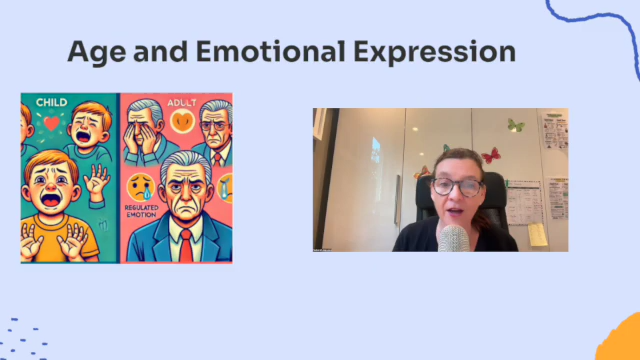 Age and Emotional Expression
CHILD
ADULT
REGULATED
EMOTION